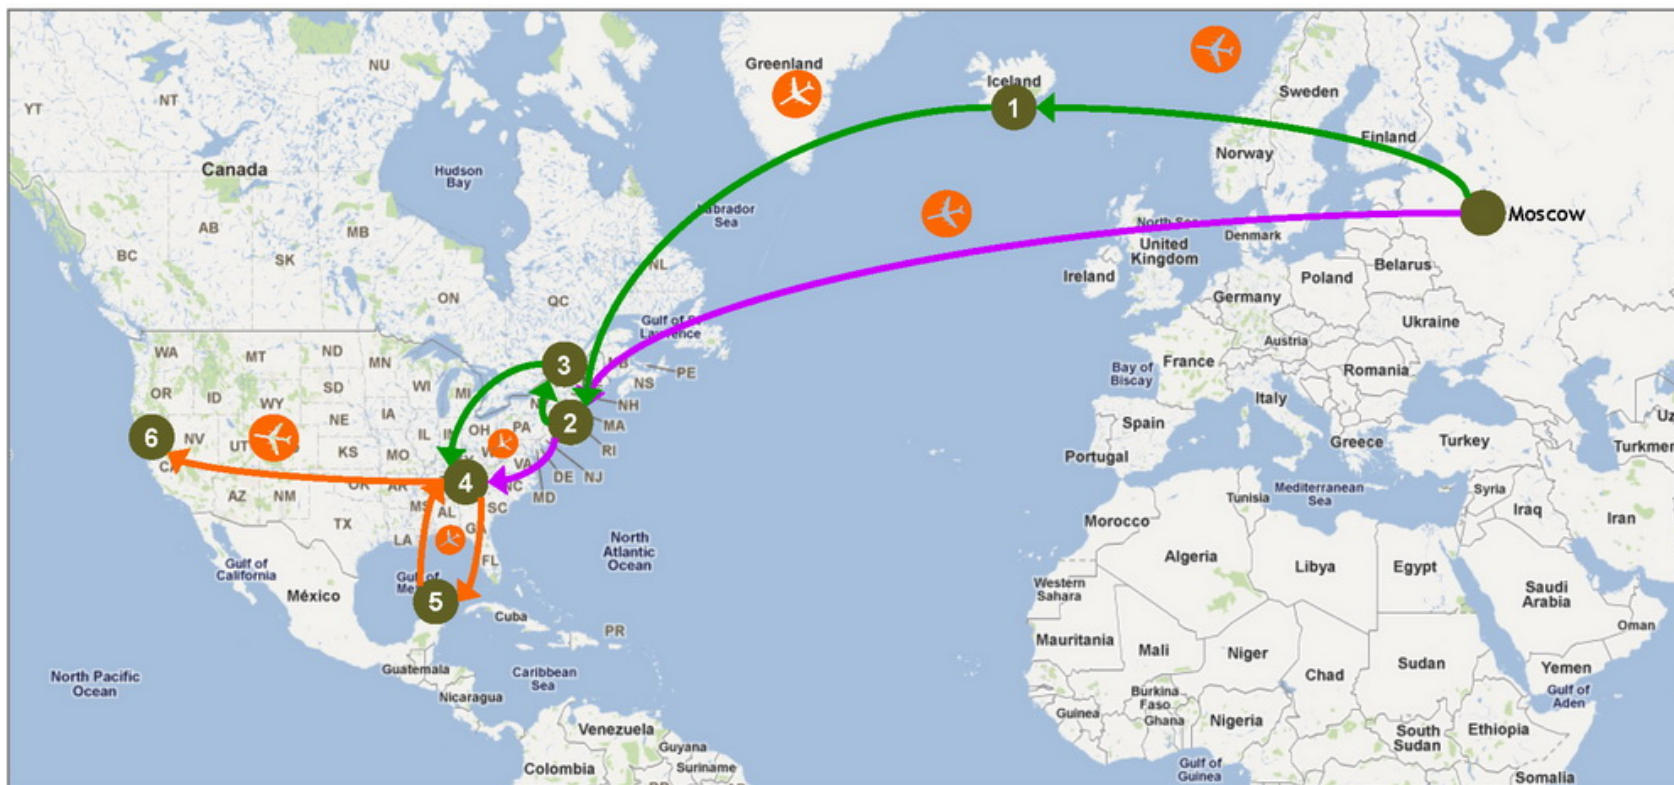 Greenland
Iceland
1
NU
YT
NT
Sweden
Finland
Norway
Canada
Hudson
Bay
Labrador
Sea
Moscow
AB
MB
BC
SK
North Sea
Denmark
United
Kingdom
Ireland
NL
ON
QC
Poland
Belarus
Germany
Gulf of S
Lawrence
Ukraine
Austria
France
WA
MT
ND
MN
3
NB
PE
NS
Bay of
Biscay
Romania
OR
ID
SD
WI
MI
WY
NH
Italy
6
NV
UT
NE
IA
IL
IN
OH
PA
2
MA
RI
Spain
Portugal
Greece
Turkey
Uz
Turkmer
CA
KS
MO
VA
DE
NJ
MD
AZ
NM
OK
AR
4
NC
SC
Tunisia
Mediterranean
Sea
Syria
Iraq
Iran
TX
MS
AL
GA
LA
FL
Morocco
Algeria
Libya
Egypt
North
Atlantic
Ocean
Gulf of
California
México
Gulf of
Me
5
Cuba
PR
Western
Sahara
Saudi
Arabia
Oman
Mauritania
Mali
Niger
Chad
Sudan
Yemen
Gulf of
Aden
North Pacific
Ocean
Guatemala
Nicaragua
Caribbean
Sea
Burkina
Faso
Guinea
Ghana
Nigeria
South
Sudan
Ethiopia
Venezuela
Guyana
Suriname
Colombia
Gulf of
Guinea
Somalia